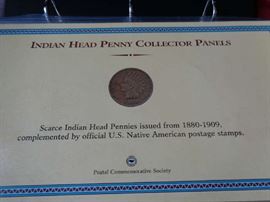 INDIAN HEAD PENNY COLLECTOR PANELS
Scarce Indian Head Pennies issued from 1880-1909,
complemented by official U.S. Native American postage stamps.
Postal Commemorative Society